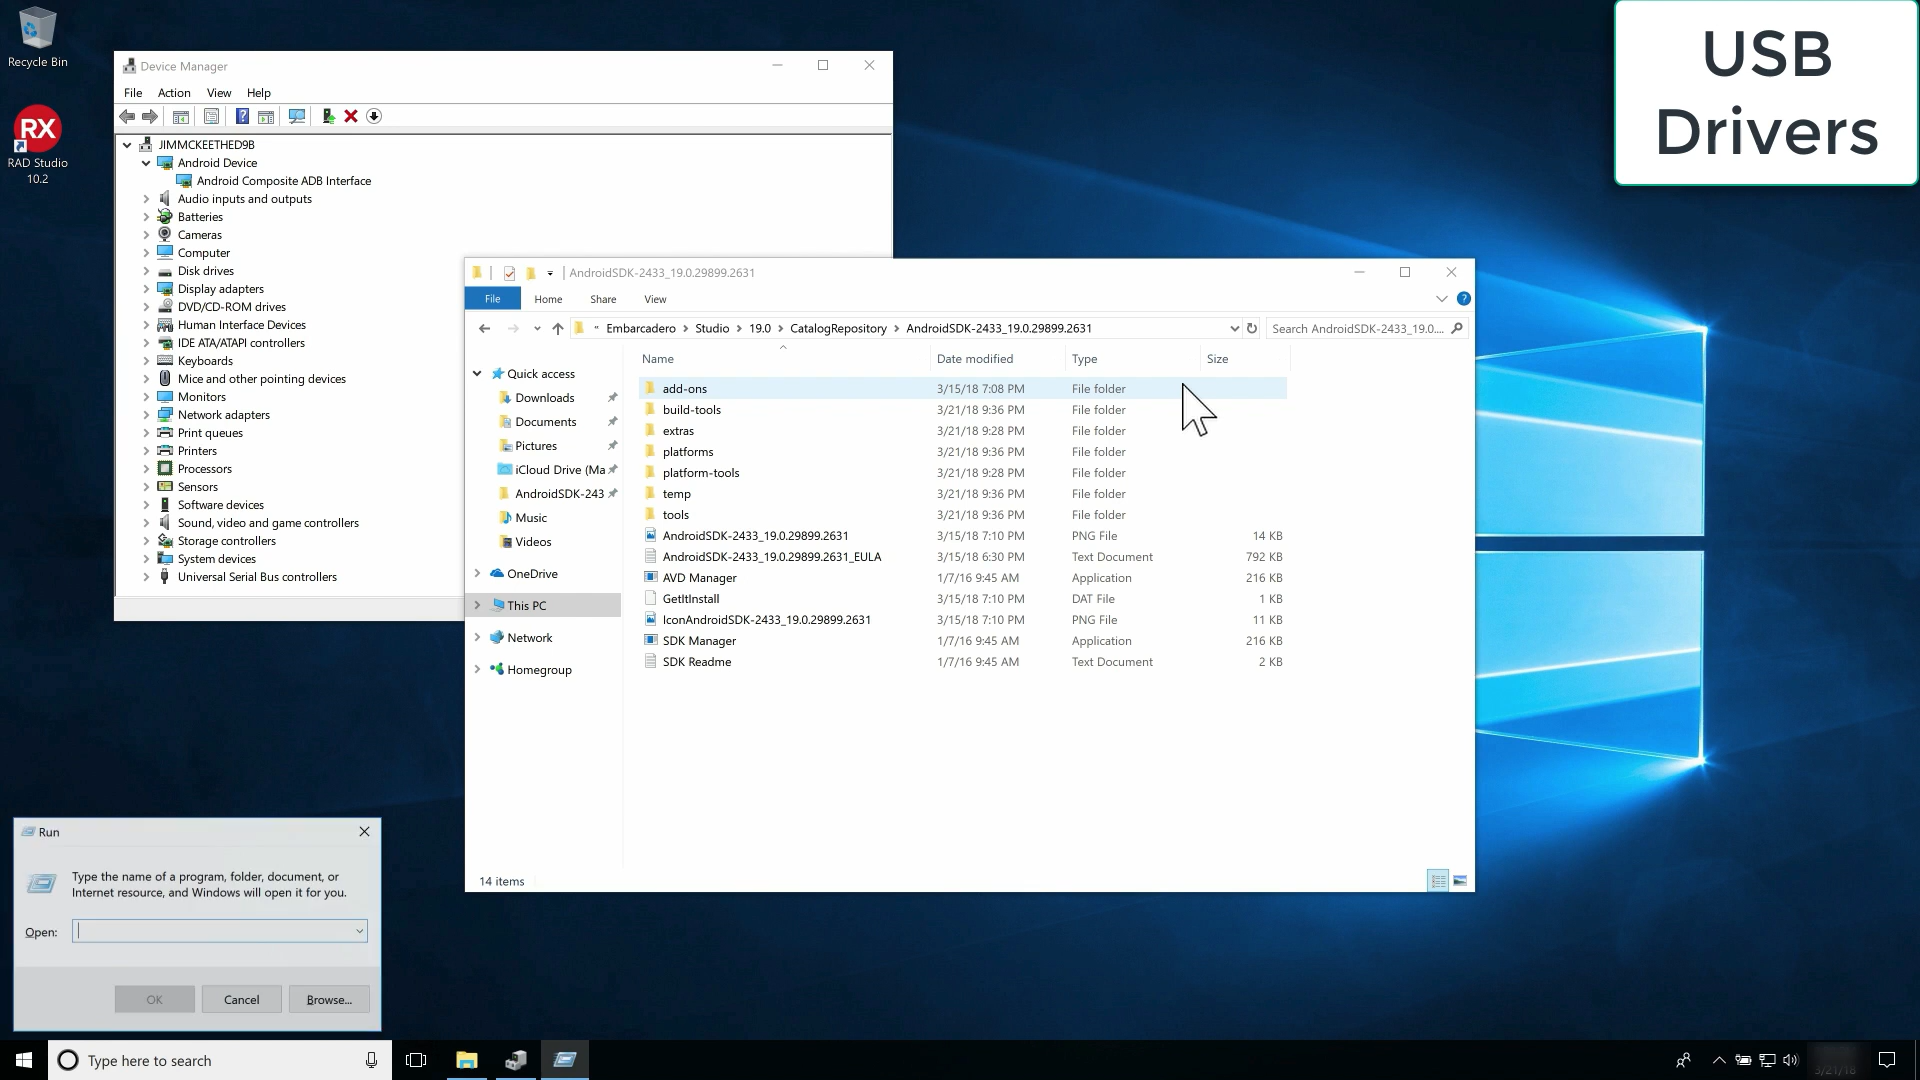 Recycle Bin
RX
RAD Studio
10.2
USB
Drivers
Device Manager
File Action View Help
JIMMCKEETHED9B
Android Device
Android Composite ADB Interface
Audio inputs and outputs
Batteries
Cameras
Computer
Disk drives
Display adapters
DVD/CD-ROM drives
Human Interface Devices
IDE ATA/ATAPI controllers
Keyboards
Mice and other pointing devices
Monitors
Network adapters
Print queues
Printers
Processors
Sensors
Software devices
Sound, video and game controllers
Storage controllers
System devices
Universal Serial Bus controllers
AndroidSDK-2433_19.0.29899.2631
File Home Share View
« Embarcadero > Studio > 19.0 > CatalogRepository > AndroidSDK-2433_19.0.29899.2631
Search AndroidSDK-2433_19.0....
Quick access
Downloads
Documents
Pictures
iCloud Drive (Ma
AndroidSDK-243
Music
Videos
OneDrive
This PC
Network
Homegroup
Name Date modified Type Size
add-ons 3/15/18 7:08 PM File folder
build-tools 3/21/18 9:36 PM File folder
extras 3/21/18 9:28 PM File folder
platforms 3/21/18 9:36 PM File folder
platform-tools 3/21/18 9:28 PM File folder
temp 3/21/18 9:36 PM File folder
tools 3/21/18 9:36 PM File folder
AndroidSDK-2433_19.0.29899.2631 3/15/18 7:10 PM PNG File 14 KB
AndroidSDK-2433_19.0.29899.2631_EULA 3/15/18 6:30 PM Text Document 792 KB
AVD Manager 1/7/16 9:45 AM Application 216 KB
GetItInstall 3/15/18 7:10 PM DAT File 1 KB
IconAndroidSDK-2433_19.0.29899.2631 3/15/18 7:10 PM PNG File 11 KB
SDK Manager 1/7/16 9:45 AM Application 216 KB
SDK Readme 1/7/16 9:45 AM Text Document 2 KB
14 items
Run
Type the name of a program, folder, document, or
Internet resource, and Windows will open it for you.
Open:
OK Cancel Browse...
Type here to search